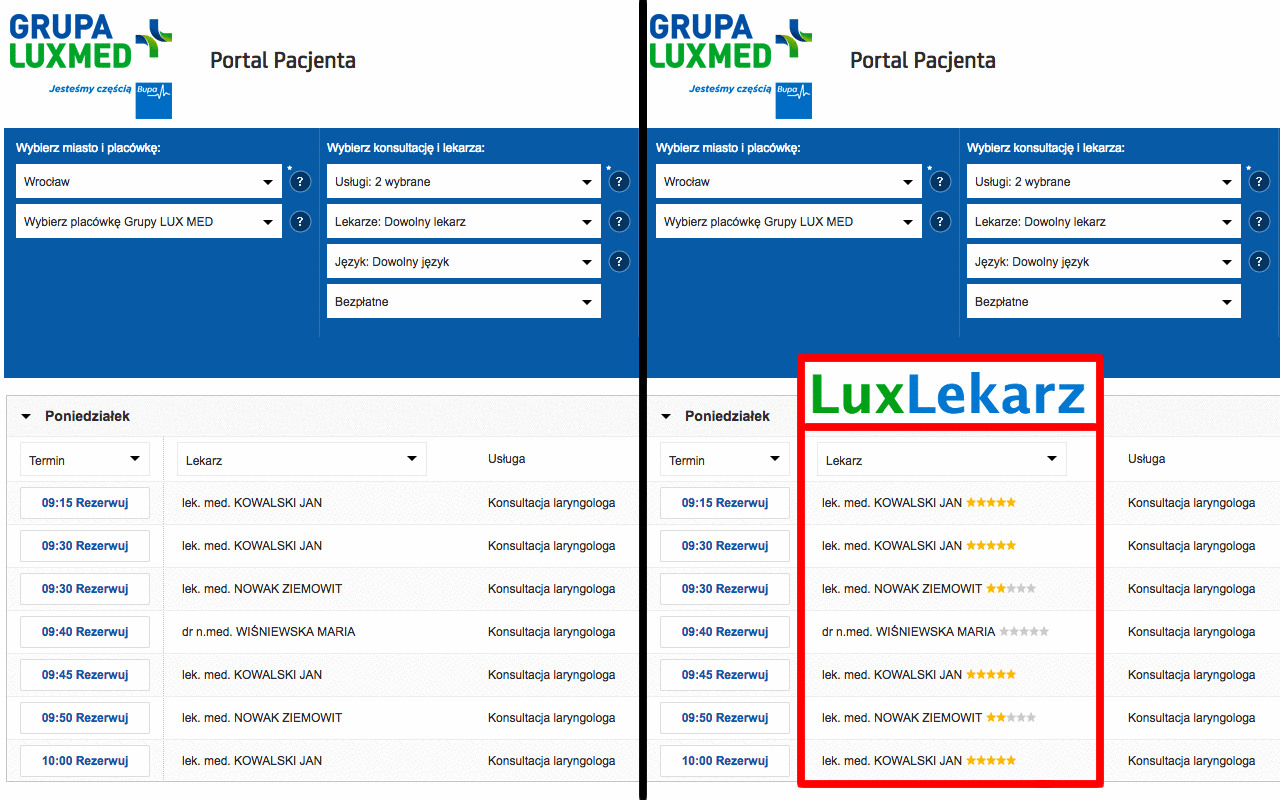 GRUPA
LUXMED
Portal Pacjenta
Jesteśmy częścią Bupa
Wybierz miasto i placówkę:
Wybierz konsultację i lekarza:
Wrocław * ?
Usługi: 2 wybrane * ?
Wybierz placówkę Grupy LUX MED ?
Lekarze: Dowolny lekarz ?
Język: Dowolny język ?
Bezpłatne
Poniedziałek
Termin Lekarz Usługa
09:15 Rezerwuj lek. med. KOWALSKI JAN Konsultacja laryngologa
09:30 Rezerwuj lek. med. KOWALSKI JAN Konsultacja laryngologa
09:30 Rezerwuj lek. med. NOWAK ZIEMOWIT Konsultacja laryngologa
09:40 Rezerwuj dr n.med. WIŚNIEWSKA MARIA Konsultacja laryngologa
09:45 Rezerwuj lek. med. KOWALSKI JAN Konsultacja laryngologa
09:50 Rezerwuj lek. med. NOWAK ZIEMOWIT Konsultacja laryngologa
10:00 Rezerwuj lek. med. KOWALSKI JAN Konsultacja laryngologa
GRUPA
LUXMED
Portal Pacjenta
Jesteśmy częścią Bupa
Wybierz miasto i placówkę:
Wybierz konsultację i lekarza:
Wrocław * ?
Usługi: 2 wybrane * ?
Wybierz placówkę Grupy LUX MED ?
Lekarze: Dowolny lekarz ?
Język: Dowolny język ?
Bezpłatne
LuxLekarz
Poniedziałek
Termin Lekarz Usługa
09:15 Rezerwuj lek. med. KOWALSKI JAN Konsultacja laryngologa
09:30 Rezerwuj lek. med. KOWALSKI JAN Konsultacja laryngologa
09:30 Rezerwuj lek. med. NOWAK ZIEMOWIT Konsultacja laryngologa
09:40 Rezerwuj dr n.med. WIŚNIEWSKA MARIA Konsultacja laryngologa
09:45 Rezerwuj lek. med. KOWALSKI JAN Konsultacja laryngologa
09:50 Rezerwuj lek. med. NOWAK ZIEMOWIT Konsultacja laryngologa
10:00 Rezerwuj lek. med. KOWALSKI JAN Konsultacja laryngologa